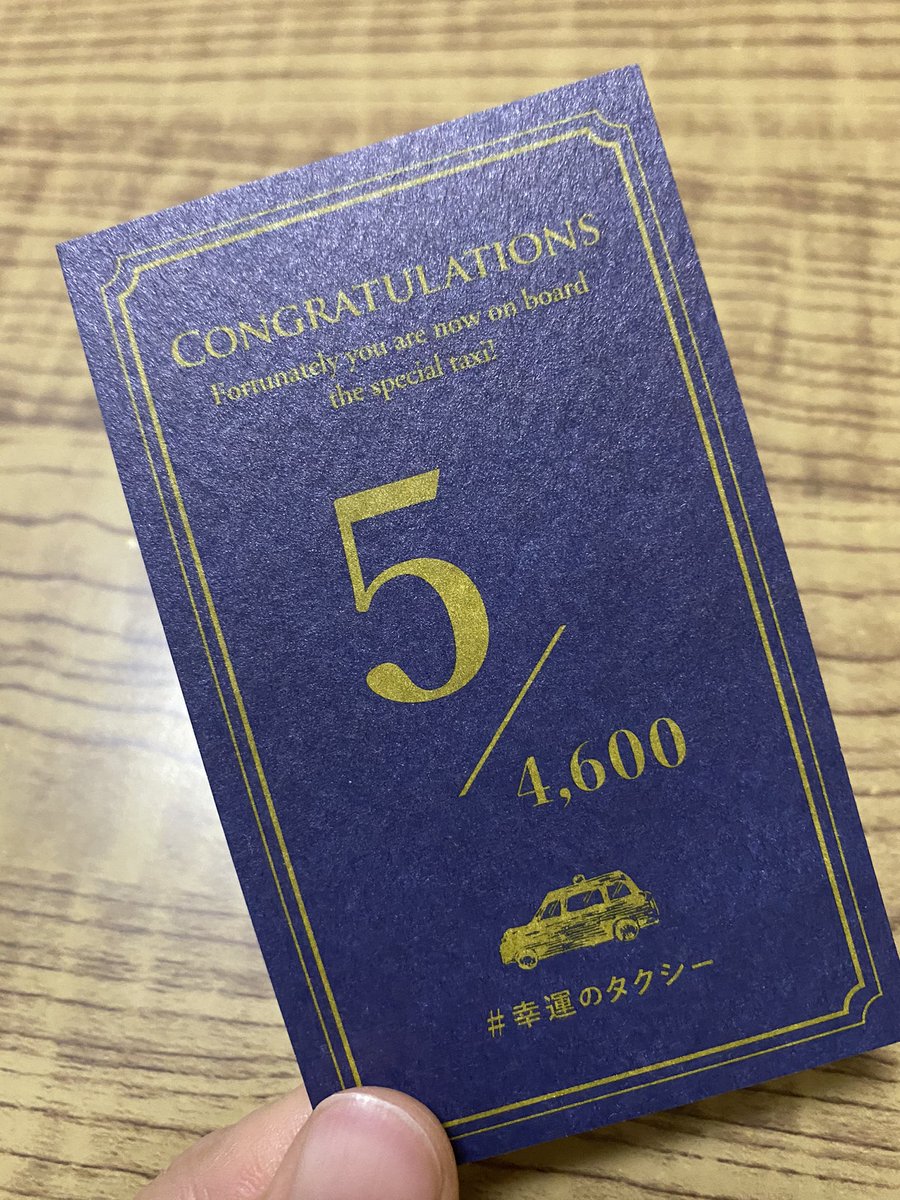 CONGRATULATIONS
Fortunately you are now on board
the special taxi!
5
/
4,600
#幸運のタクシー